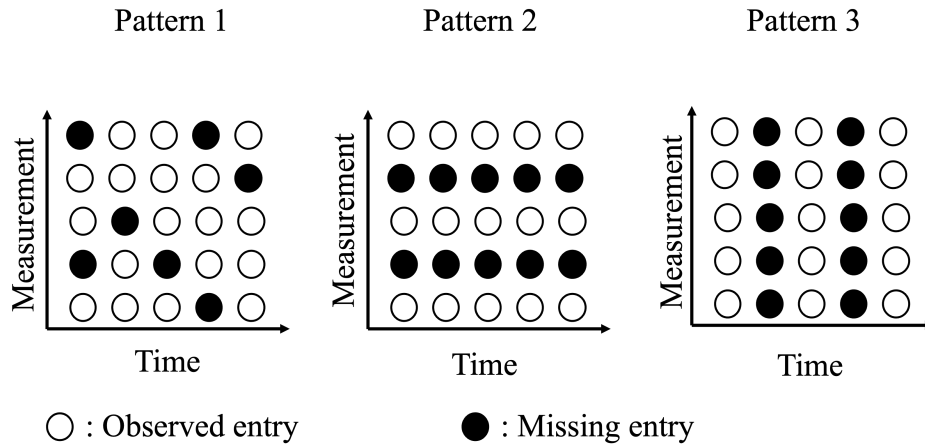 Pattern 1
Pattern 2
Pattern 3
Measurement
Time
Measurement
Time
Measurement
Time
: Observed entry
: Missing entry